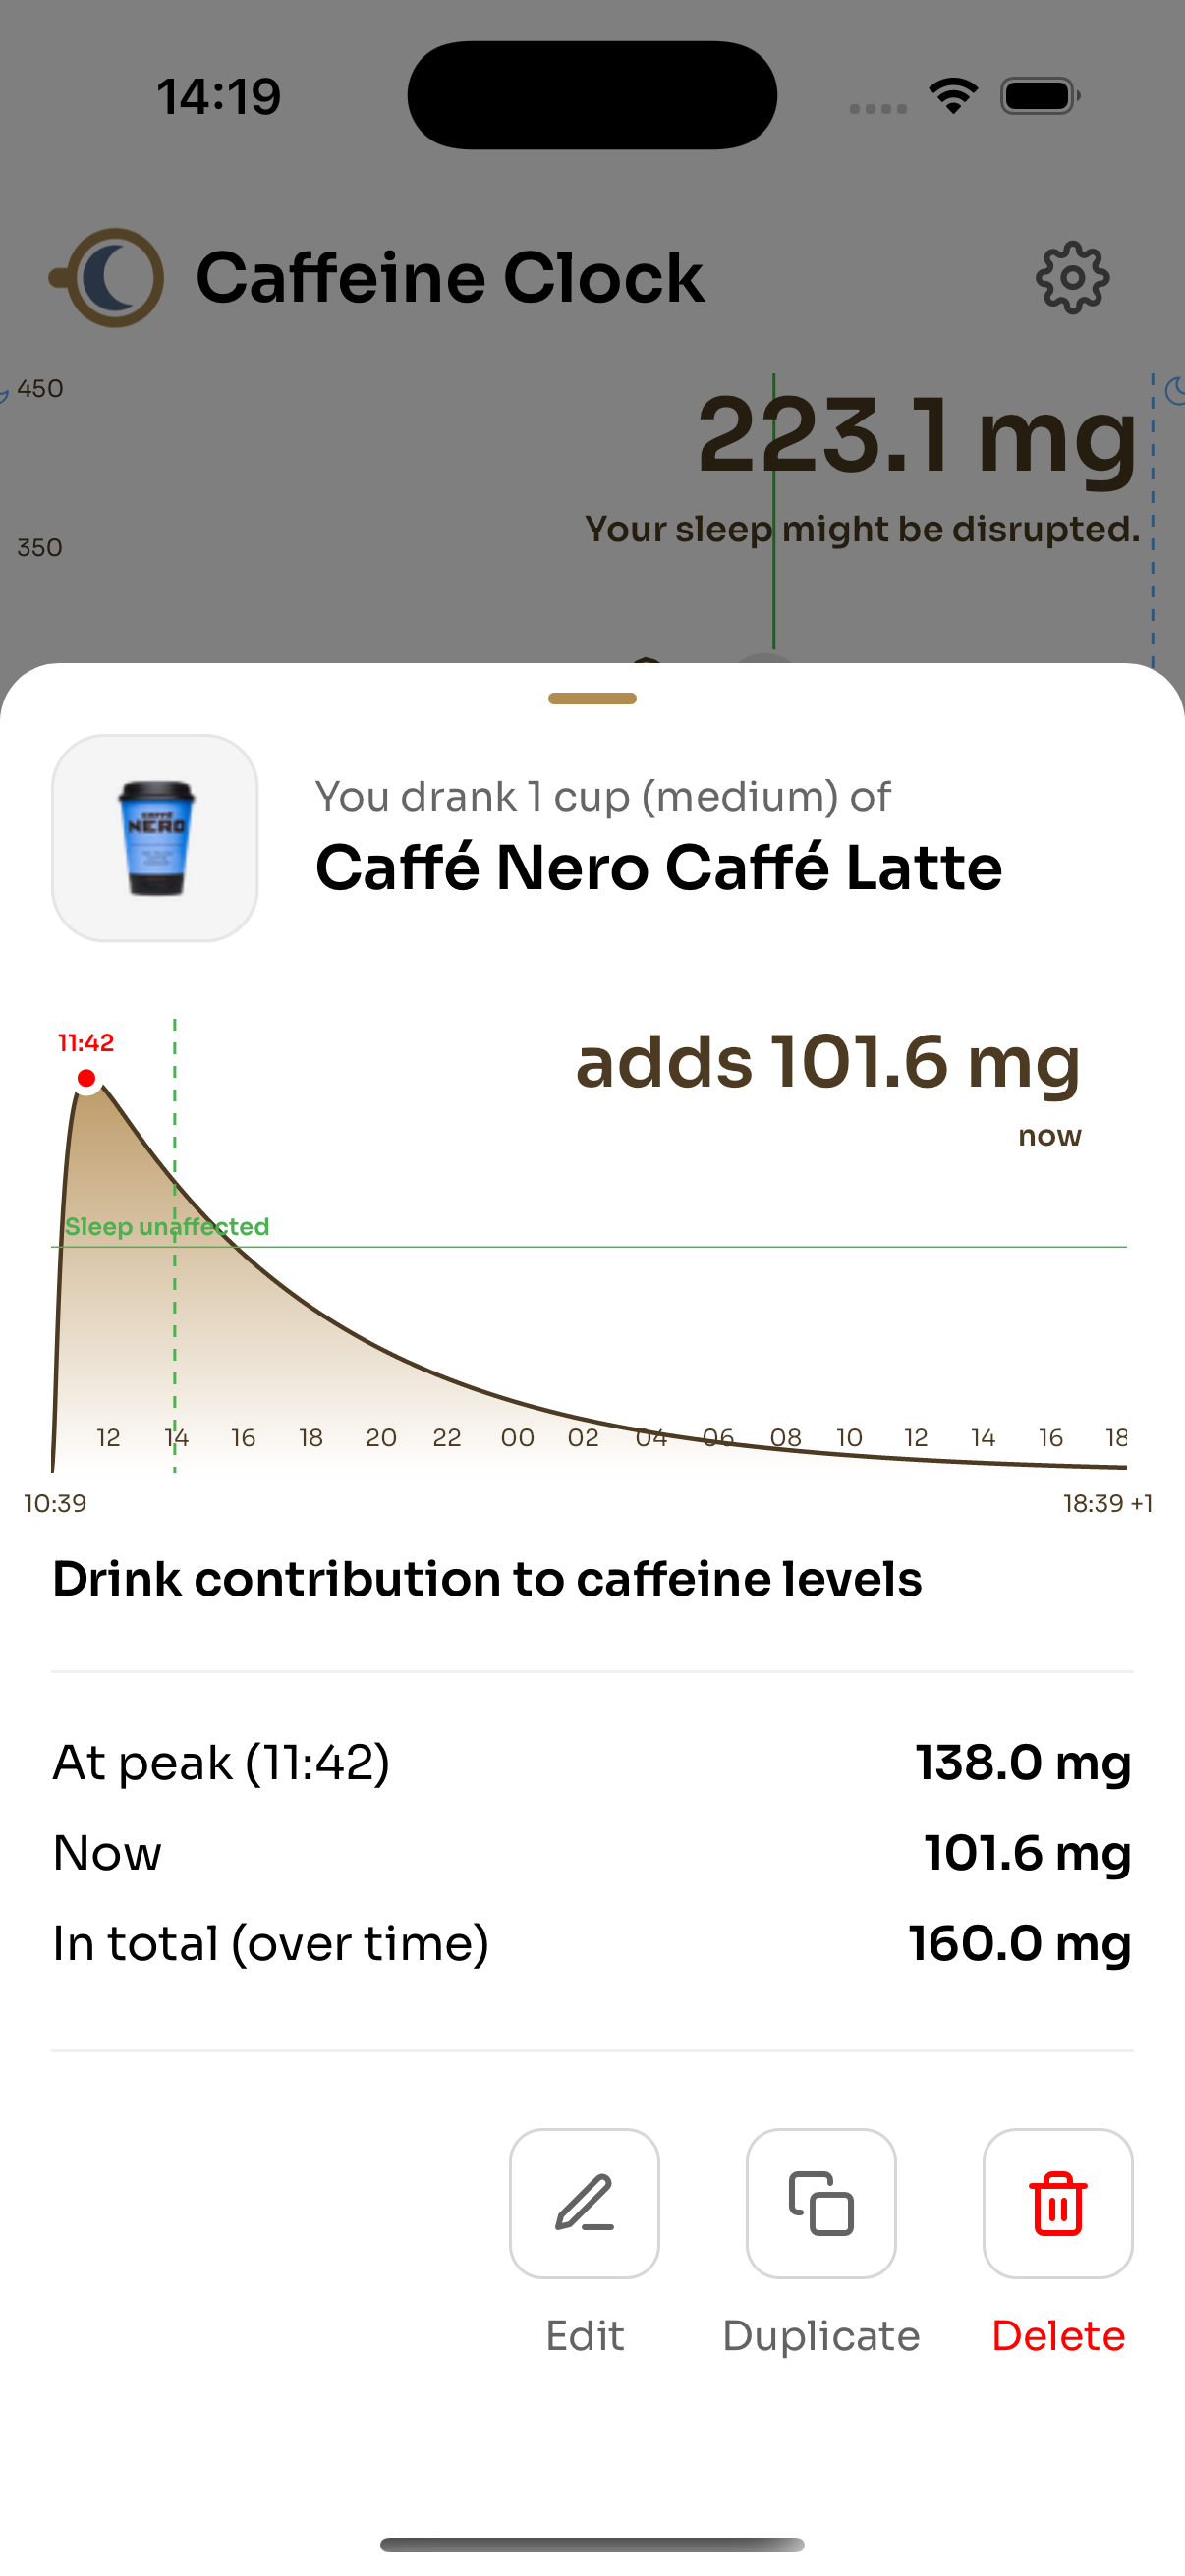 14:19
Caffeine Clock
450
223.1 mg
Your sleep might be disrupted.
350
You drank 1 cup (medium) of
CAFFÈ
NERO
Caffé Nero Caffé Latte
11:42
adds 101.6 mg
now
Sleep unaffected
12 14 16 18 20 22 00 02 04 06 08 10 12 14 16 18
10:39 18:39 +1
Drink contribution to caffeine levels
At peak (11:42) 138.0 mg
Now 101.6 mg
In total (over time) 160.0 mg
Edit Duplicate Delete